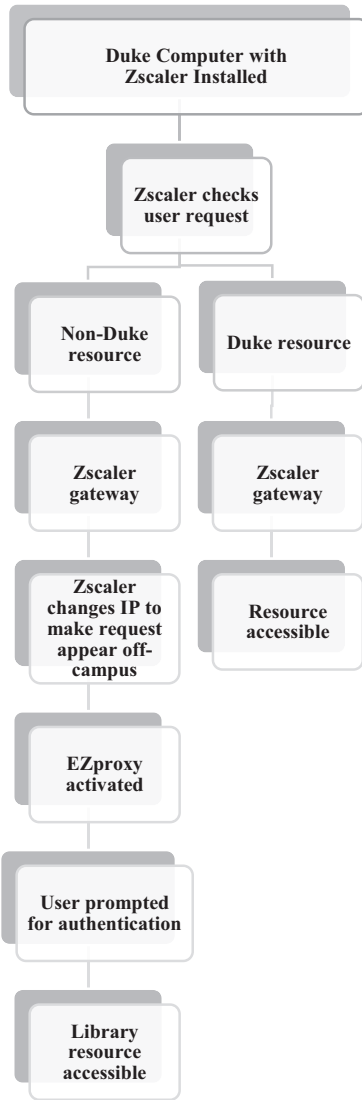 Duke Computer with
Zscaler Installed
Zscaler checks
user request
Non-Duke
resource
Duke resource
Zscaler
gateway
Zscaler
gateway
Zscaler
changes IP to
make request
appear off-
campus
Resource
accessible
EZproxy
activated
User prompted
for authentication
Library
resource
accessible